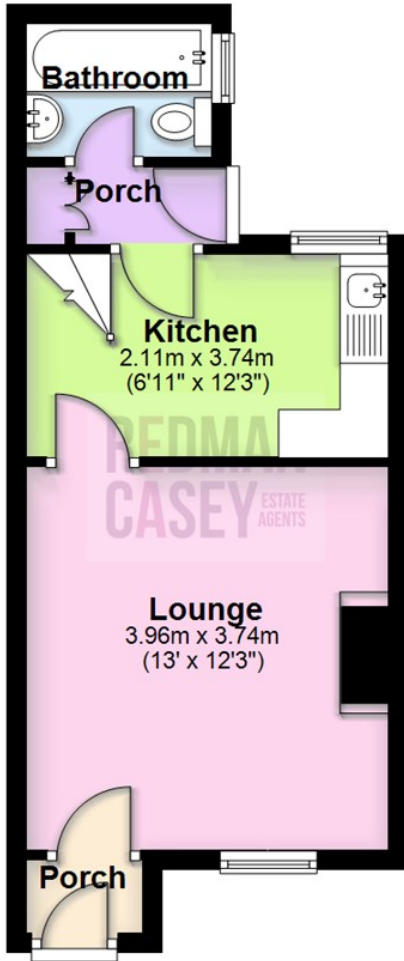 Bathroom
Porch
Kitchen
2.11m x 3.74m
(6'11" x 12'3")
REDMAN
CASEY ESTATE AGENTS
Lounge
3.96m x 3.74m
(13' x 12'3")
Porch